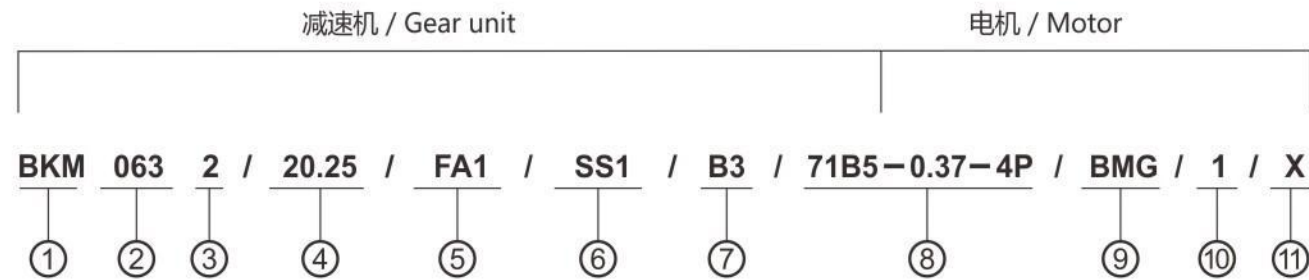 减速机 / Gear unit 电机 / Motor
BKM 063 2 / 20.25 / FA1 / SS1 / B3 / 71B5－0.37－4P / BMG / 1 / X
① ② ③ ④ ⑤ ⑥ ⑦ ⑧ ⑨ ⑩ ⑪